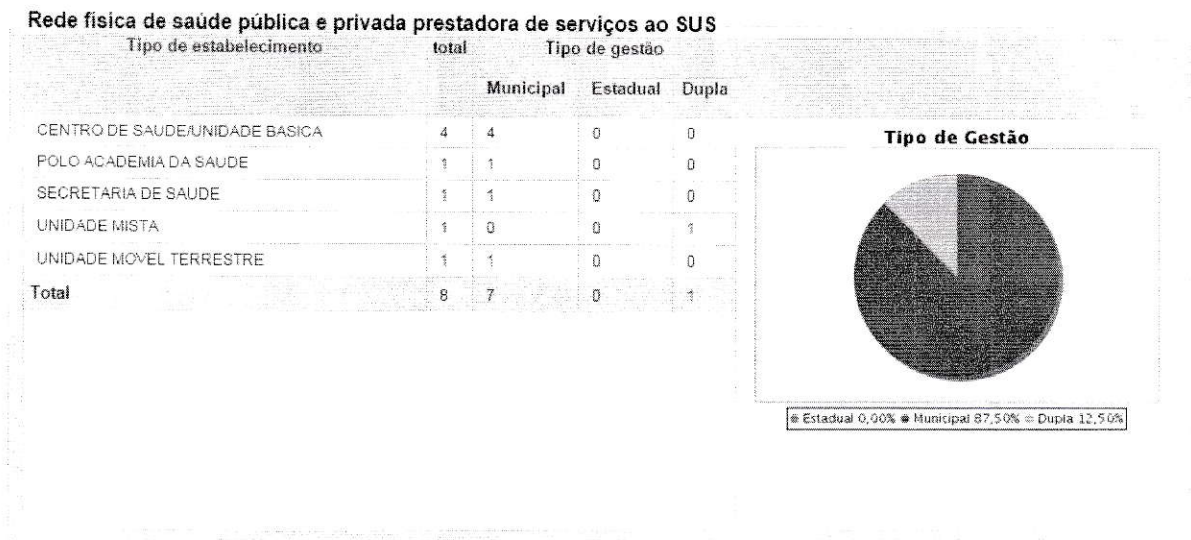 Rede física de saúde pública e privada prestadora de serviços ao SUS
Tipo de estabelecimento total Tipo de gestão
Municipal Estadual Dupla
CENTRO DE SAUDE/UNIDADE BASICA 4 4 0 0
POLO ACADEMIA DA SAUDE 1 1 0 0
SECRETARIA DE SAUDE 1 1 0 0
UNIDADE MISTA 1 0 0 1
UNIDADE MOVEL TERRESTRE 1 1 0 0
Total 8 7 0 1
Tipo de Gestão
Estadual 0,00% Municipal 87,50% Dupla 12,50%